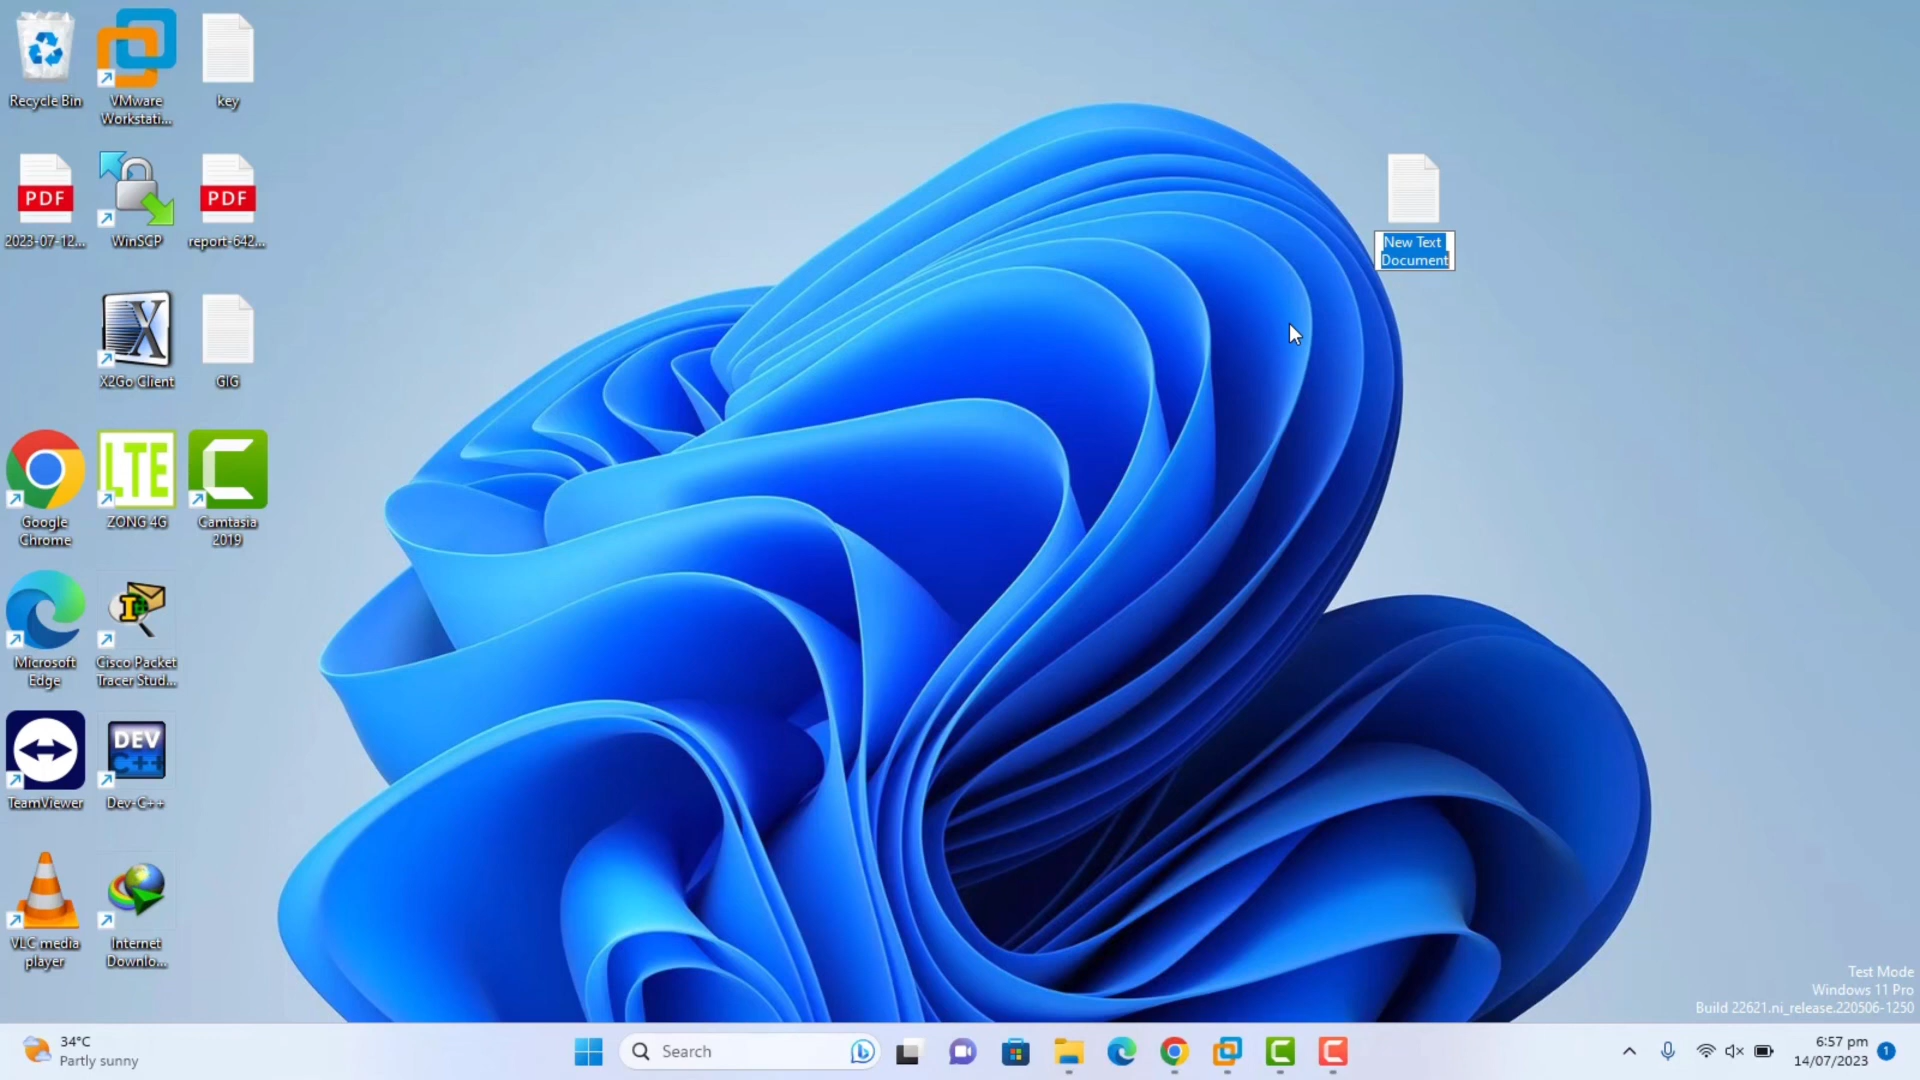 Recycle Bin
VMware
Workstati...
key
PDF
2023-07-12...
WinSCP
PDF
report-642...
X
X2Go Client
GIG
Google
Chrome
LTE
ZONG 4G
C
Camtasia
2019
Microsoft
Edge
Cisco Packet
Tracer Stud...
TeamViewer
DEV
C++
Dev-C++
VLC media
player
Internet
Downlo...
New Text
Document
Test Mode
Windows 11 Pro
Build 22621.ni_release.220506-1250
34°C
Partly sunny
Search
6:57 pm
14/07/2023
1